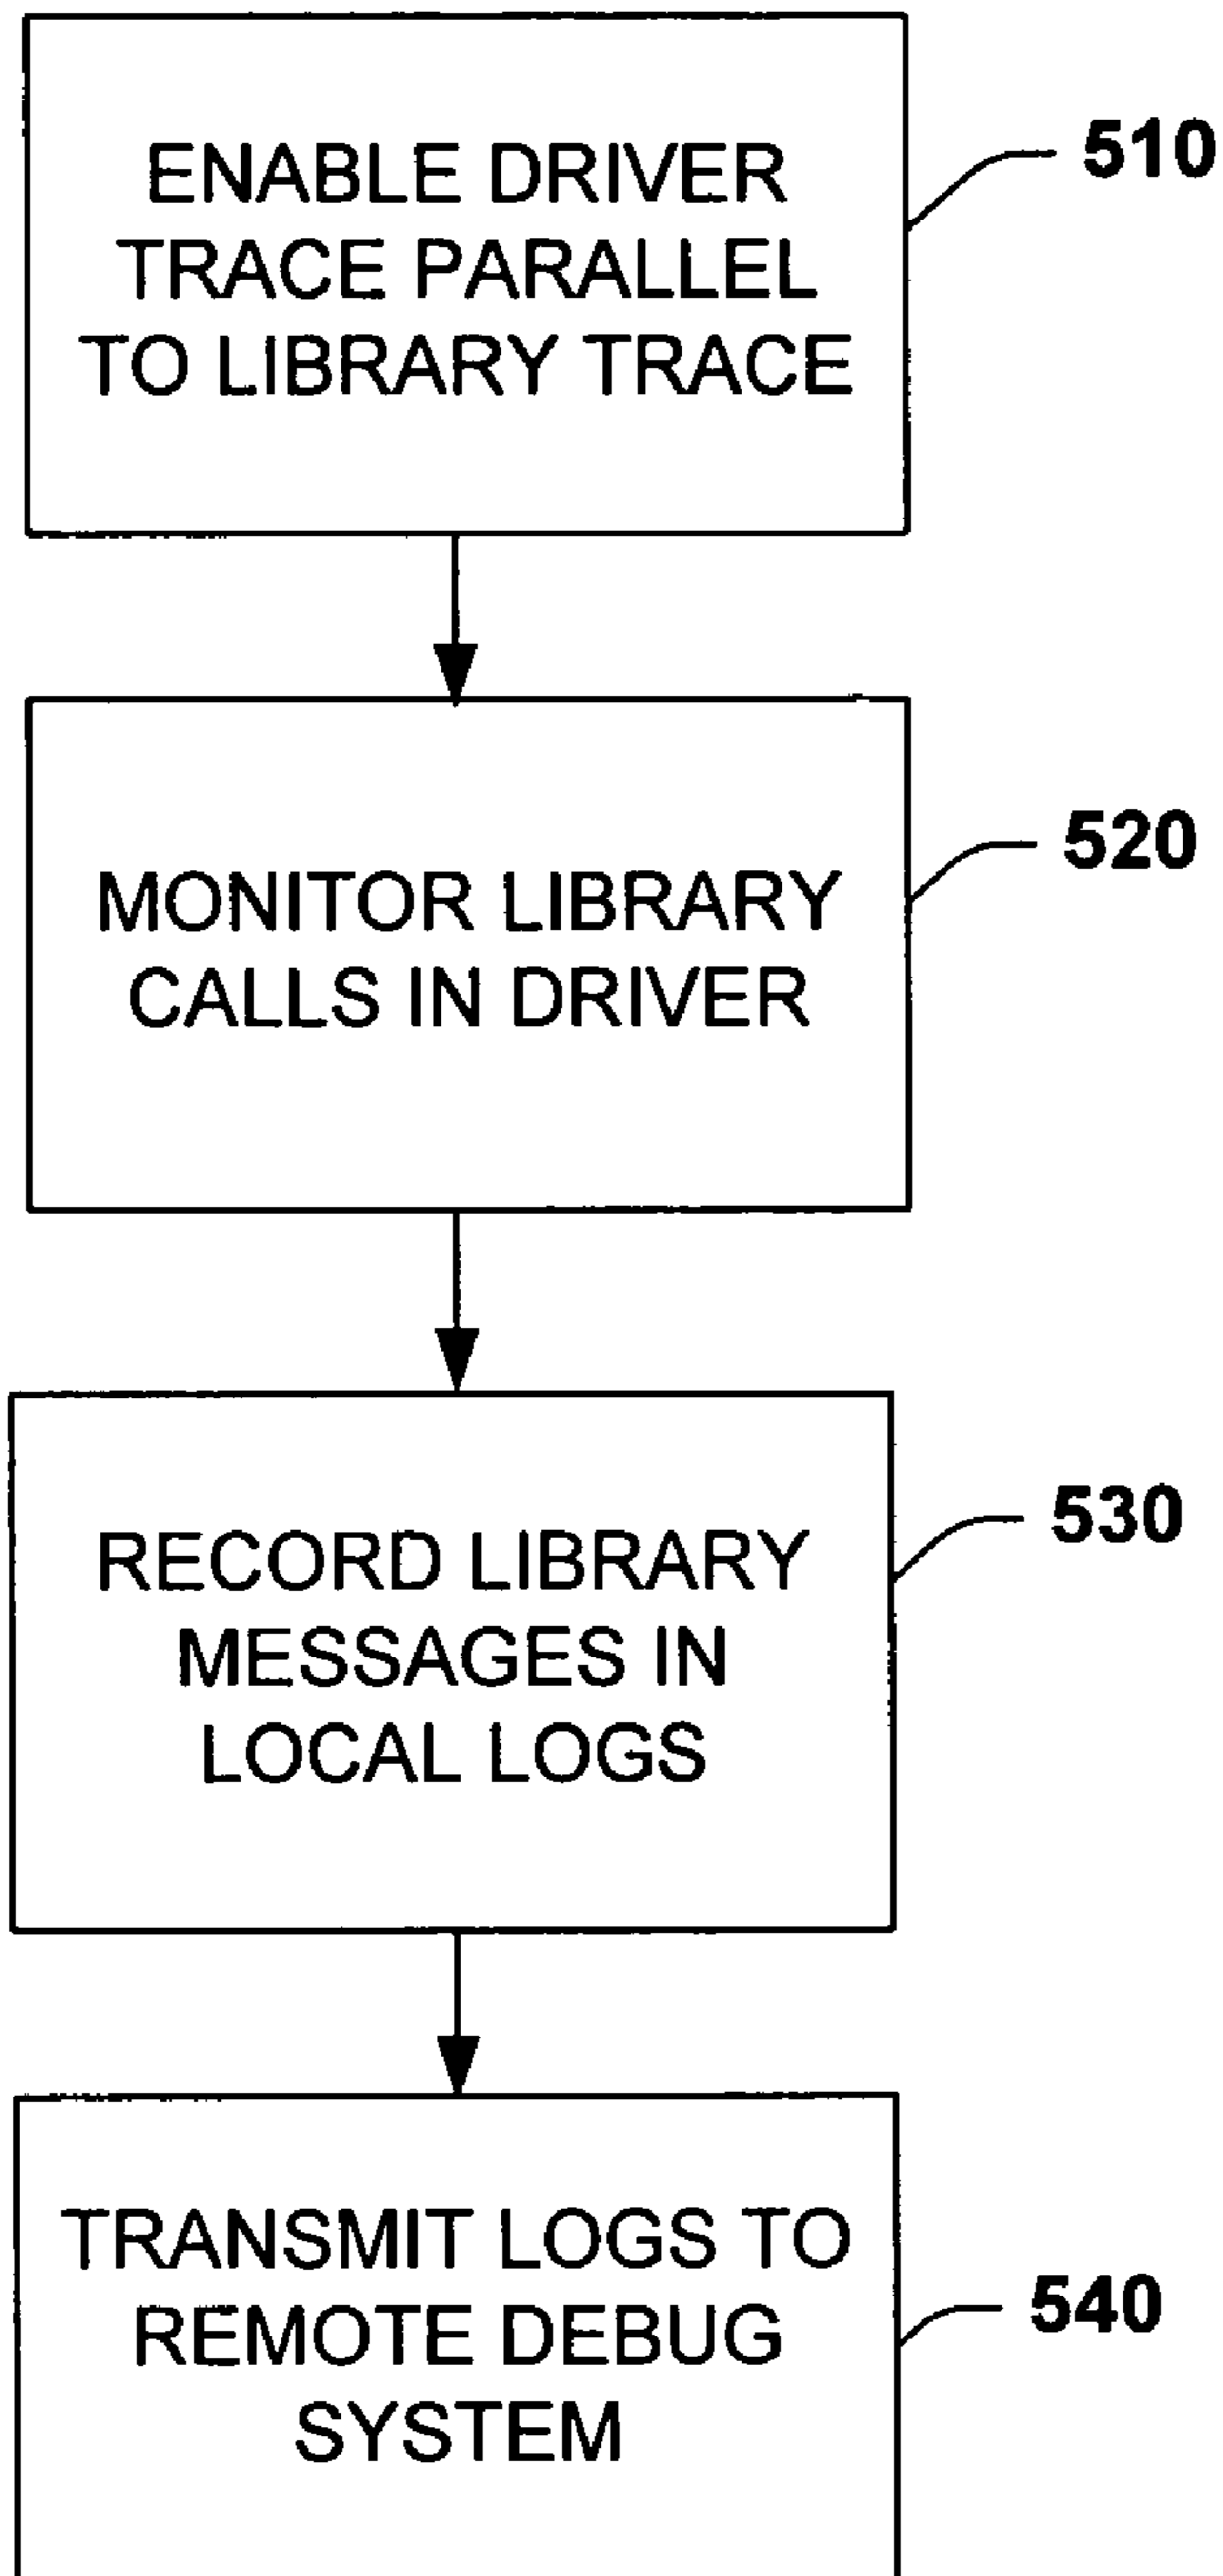 ENABLE DRIVER
TRACE PARALLEL
TO LIBRARY TRACE
510
MONITOR LIBRARY
CALLS IN DRIVER
520
RECORD LIBRARY
MESSAGES IN
LOCAL LOGS
530
TRANSMIT LOGS TO
REMOTE DEBUG
SYSTEM
540